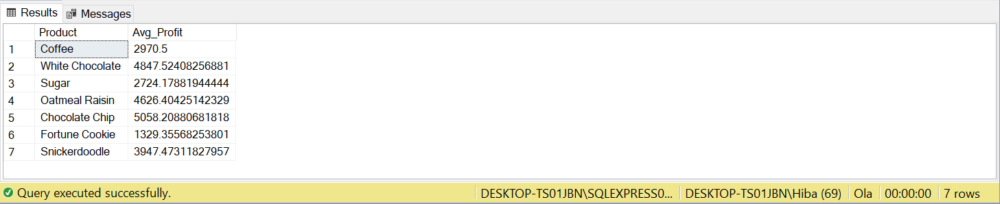 Results Messages
Product Avg_Profit
1 Coffee 2970.5
2 White Chocolate 4847.52408256881
3 Sugar 2724.17881944444
4 Oatmeal Raisin 4626.40425142329
5 Chocolate Chip 5058.20880681818
6 Fortune Cookie 1329.35568253801
7 Snickerdoodle 3947.47311827957
Query executed successfully. DESKTOP-TS01JBN\SQLEXPRESS0... DESKTOP-TS01JBN\Hiba (69) Ola 00:00:00 7 rows